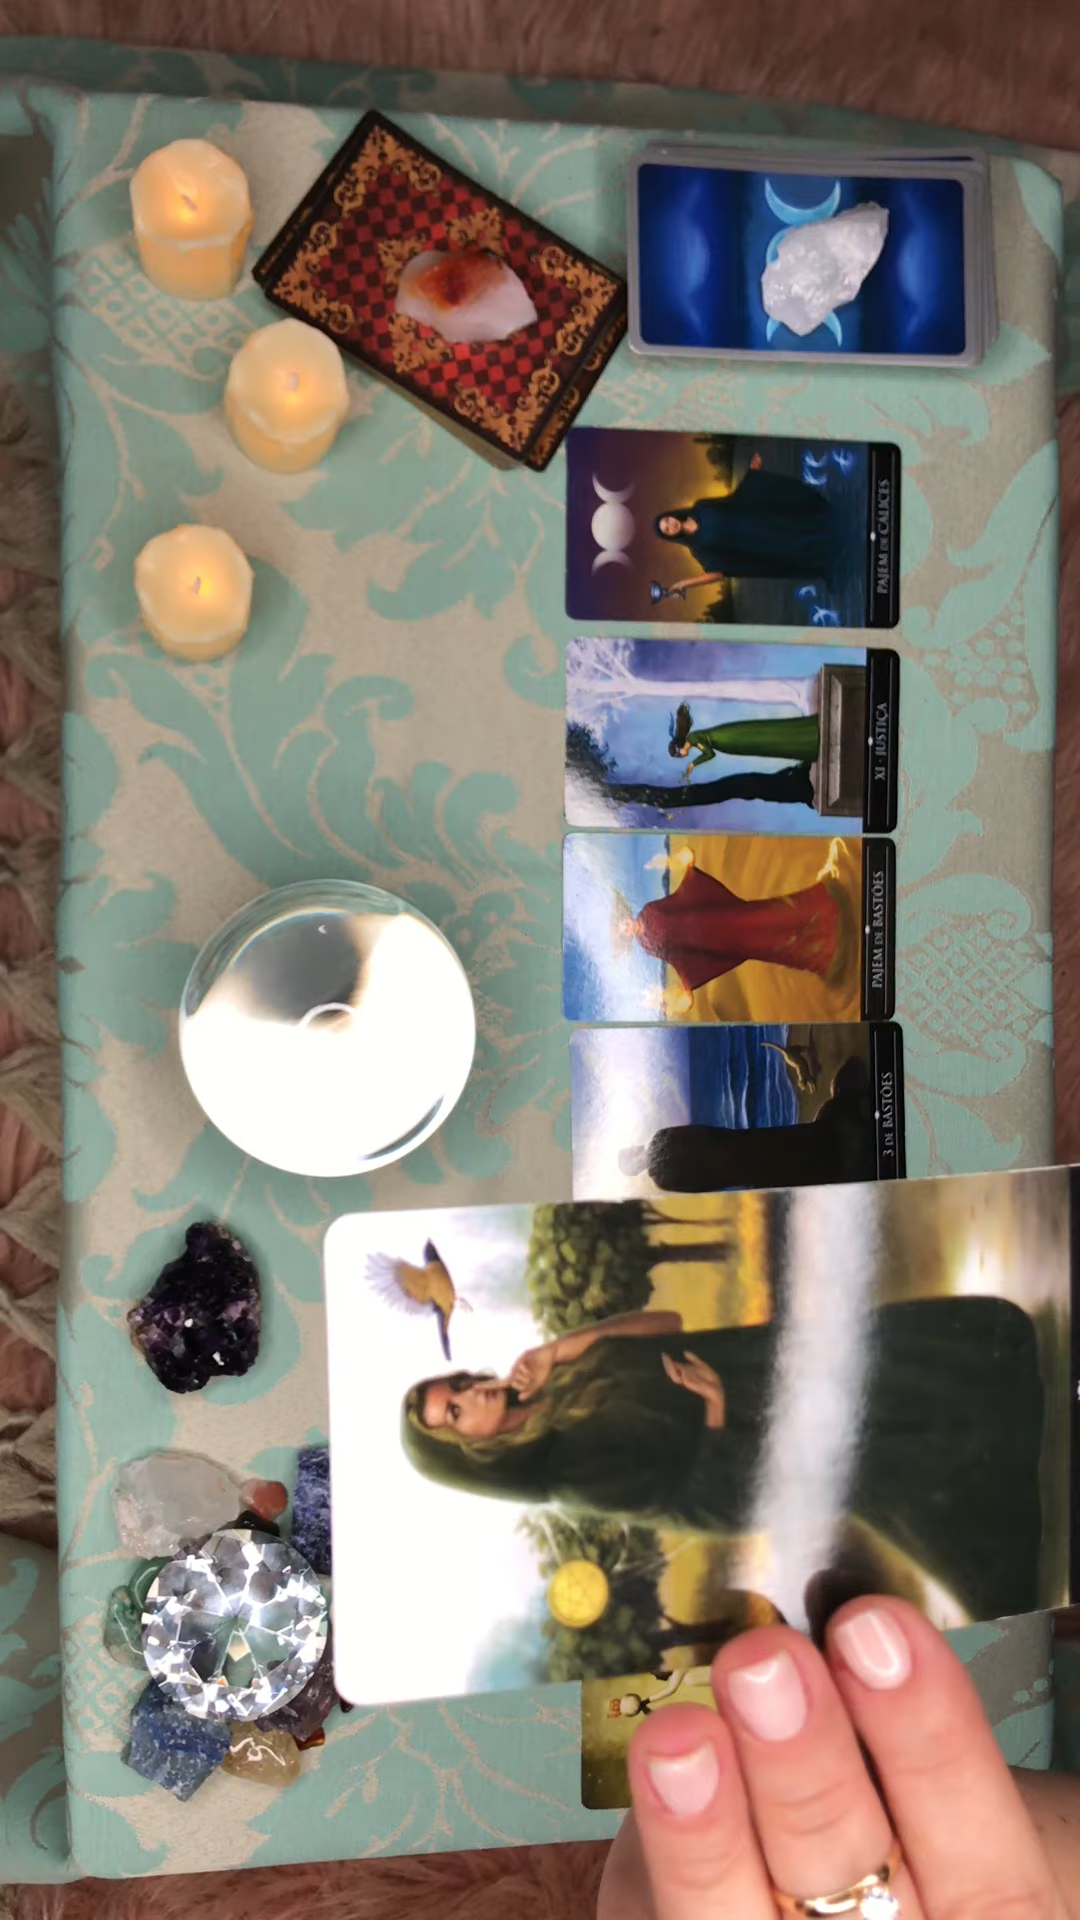 PAJEM DE CÁLICES
XI · JUSTIÇA
PAJEM DE BASTÕES
3 DE BASTÕES